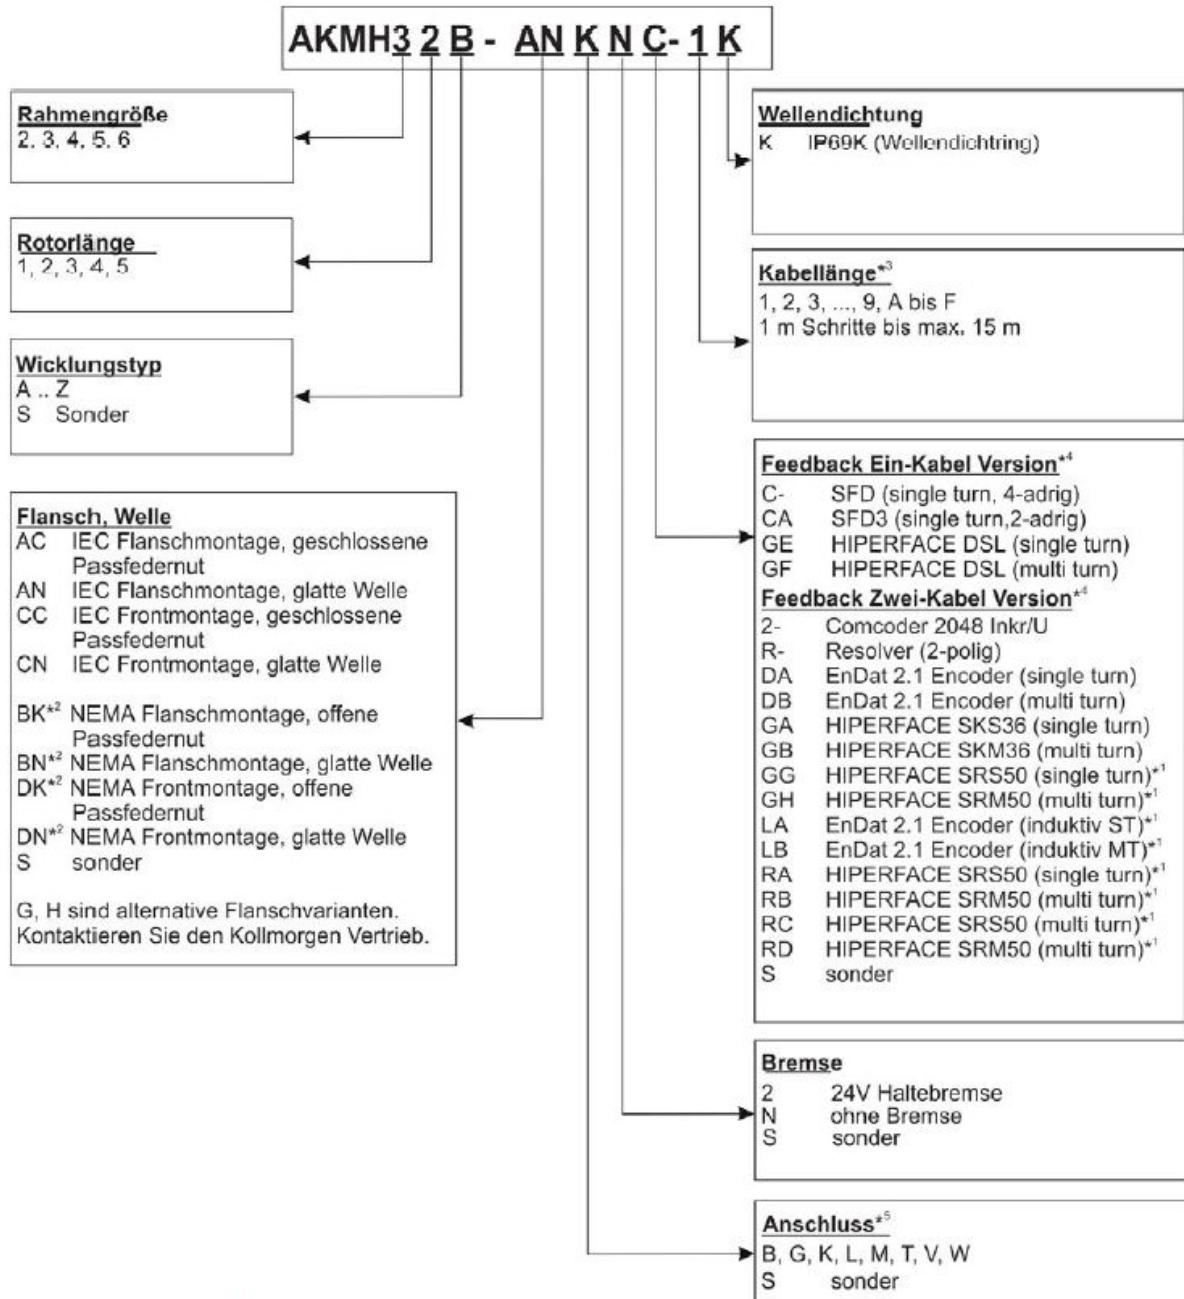 AKMH32B- ANKNC-1K
Rahmengröße
2, 3, 4, 5, 6
Rotorlänge
1, 2, 3, 4, 5
Wicklungstyp
A .. Z
S Sonder
Flansch, Welle
AC IEC Flanschmontage, geschlossene
Passfedernut
AN IEC Flanschmontage, glatte Welle
CC IEC Frontmontage, geschlossene
Passfedernut
CN IEC Frontmontage, glatte Welle
BK*2 NEMA Flanschmontage, offene
Passfedernut
BN*2 NEMA Flanschmontage, glatte Welle
DK*2 NEMA Frontmontage, offene
Passfedernut
DN*2 NEMA Frontmontage, glatte Welle
S sonder
G, H sind alternative Flanschvarianten.
Kontaktieren Sie den Kollmorgen Vertrieb.
Wellendichtung
K IP69K (Wellendichtring)
Kabellänge*3
1, 2, 3, ..., 9, A bis F
1 m Schritte bis max. 15 m
Feedback Ein-Kabel Version*4
C- SFD (single turn, 4-adrig)
CA SFD3 (single turn,2-adrig)
GE HIPERFACE DSL (single turn)
GF HIPERFACE DSL (multi turn)
Feedback Zwei-Kabel Version*4
2- Comcoder 2048 Inkr/U
R- Resolver (2-polig)
DA EnDat 2.1 Encoder (single turn)
DB EnDat 2.1 Encoder (multi turn)
GA HIPERFACE SKS36 (single turn)
GB HIPERFACE SKM36 (multi turn)
GG HIPERFACE SRS50 (single turn)*1
GH HIPERFACE SRM50 (multi turn)*1
LA EnDat 2.1 Encoder (induktiv ST)*1
LB EnDat 2.1 Encoder (induktiv MT)*1
RA HIPERFACE SRS50 (single turn)*1
RB HIPERFACE SRM50 (multi turn)*1
RC HIPERFACE SRS50 (multi turn)*1
RD HIPERFACE SRM50 (multi turn)*1
S sonder
Bremse
2 24V Haltebremse
N ohne Bremse
S sonder
Anschluss*5
B, G, K, L, M, T, V, W
S sonder